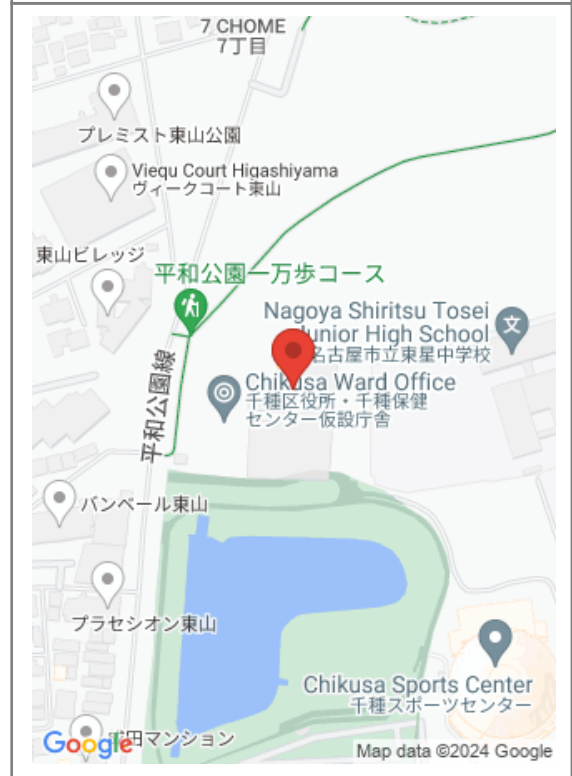 7 CHOME
7丁目
プレミスト東山公園
Viequ Court Higashiyama
ヴィークコート東山
東山ビレッジ
平和公園一万歩コース
Nagoya Shiritsu Tosei
Junior High School
名古屋市立東星中学校
Chikusa Ward Office
千種区役所・千種保健
センター仮設庁舎
平和公園線
バンベール東山
プラセシオン東山
Chikusa Sports Center
千種スポーツセンター
田マンション
Google
Map data ©2024 Google